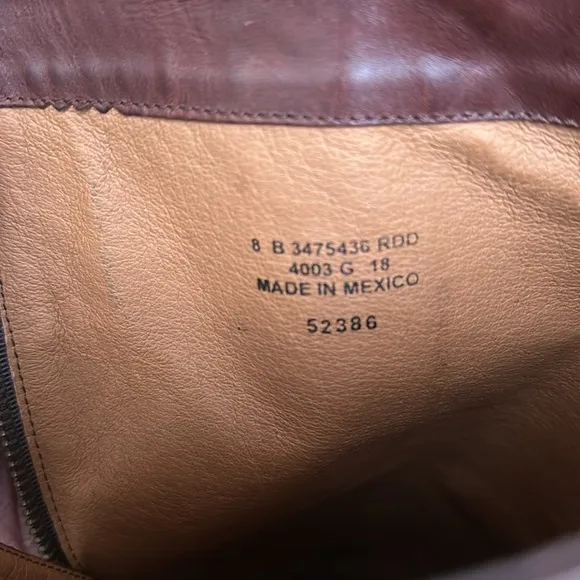 8 B 3475436 RDD
4003 G 18
MADE IN MEXICO
52386